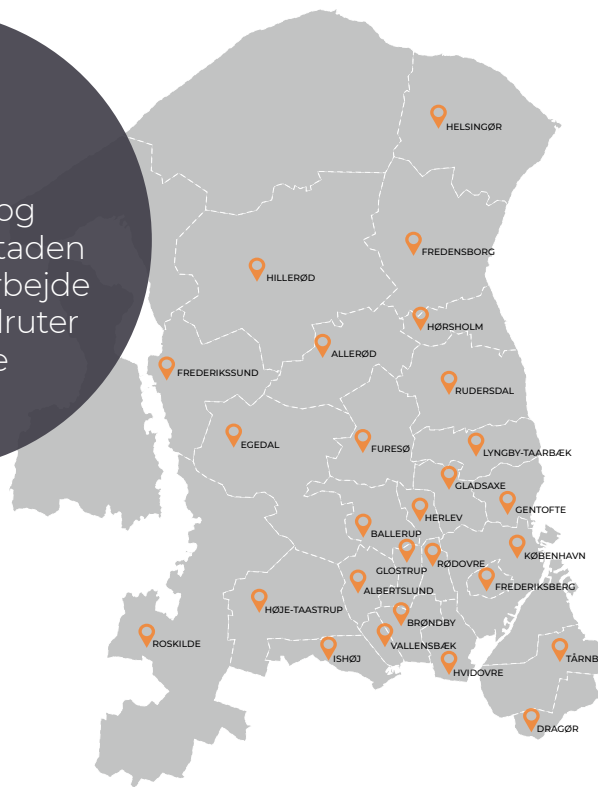 og
taden
rbejde
lruter
e
HELSINGØR
FREDENSBORG
HILLERØD
HØRSHOLM
ALLERØD
FREDERIKSSUND
RUDERSDAL
EGEDAL
FURESØ
LYNGBY-TAARBÆK
GLADSAXE
GENTOFTE
HERLEV
BALLERUP
KØBENHAVN
RØDOVRE
GLOSTRUP
FREDERIKSBERG
ALBERTSLUND
HØJE-TAASTRUP
BRØNDBY
ROSKILDE
VALLENSBÆK
ISHØJ
TÅRNB
HVIDOVRE
DRAGØR